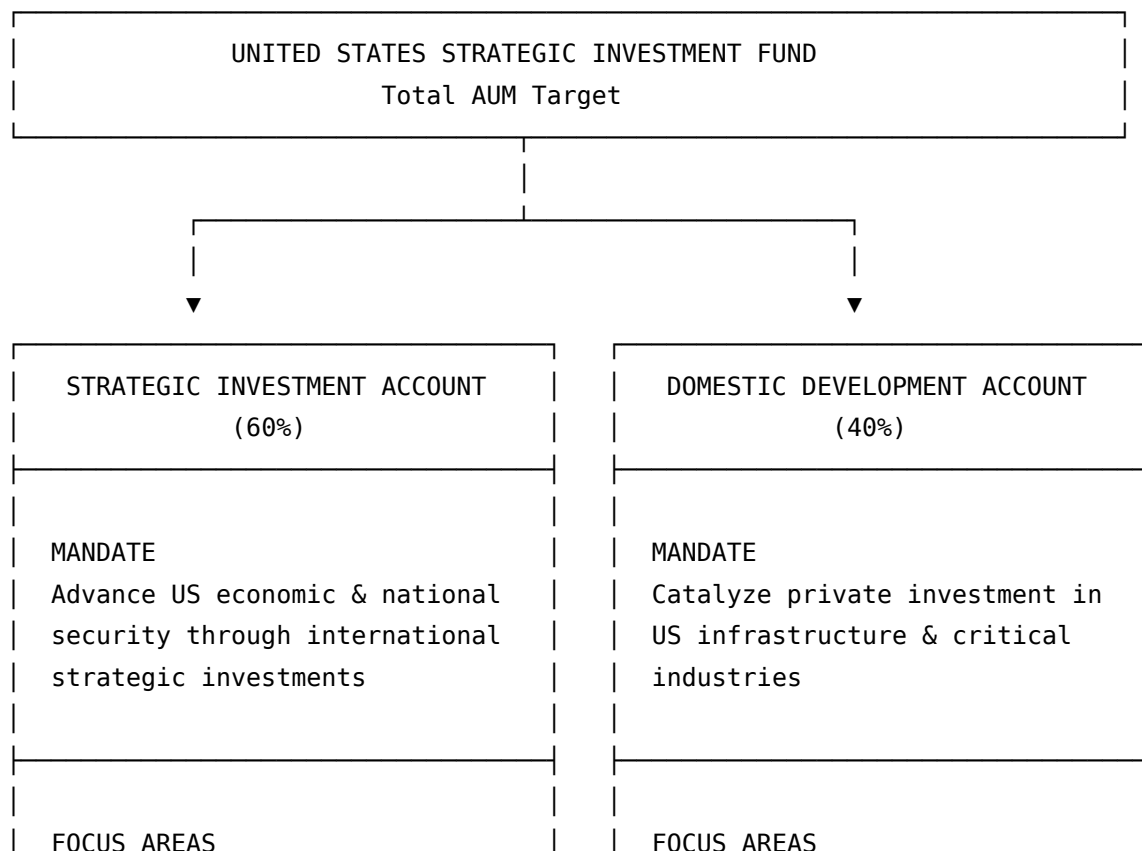 UNITED STATES STRATEGIC INVESTMENT FUND
Total AUM Target
STRATEGIC INVESTMENT ACCOUNT
(60%)
MANDATE
Advance US economic & national
security through international
strategic investments
FOCUS AREAS
DOMESTIC DEVELOPMENT ACCOUNT
(40%)
MANDATE
Catalyze private investment in
US infrastructure & critical
industries
FOCUS AREAS